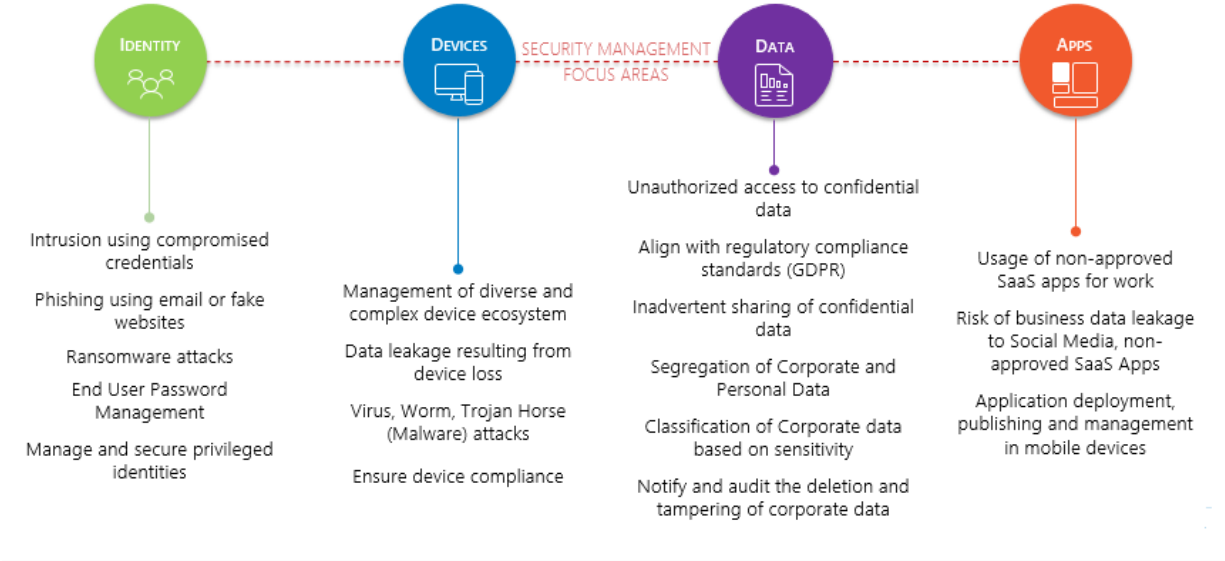 IDENTITY
DEVICES
SECURITY MANAGEMENT
FOCUS AREAS
DATA
APPS
Intrusion using compromised
credentials
Phishing using email or fake
websites
Ransomware attacks
End User Password
Management
Manage and secure privileged
identities
Management of diverse and
complex device ecosystem
Data leakage resulting from
device loss
Virus, Worm, Trojan Horse
(Malware) attacks
Ensure device compliance
Unauthorized access to confidential
data
Align with regulatory compliance
standards (GDPR)
Inadvertent sharing of confidential
data
Segregation of Corporate and
Personal Data
Classification of Corporate data
based on sensitivity
Notify and audit the deletion and
tampering of corporate data
Usage of non-approved
SaaS apps for work
Risk of business data leakage
to Social Media, non-
approved SaaS Apps
Application deployment,
publishing and management
in mobile devices